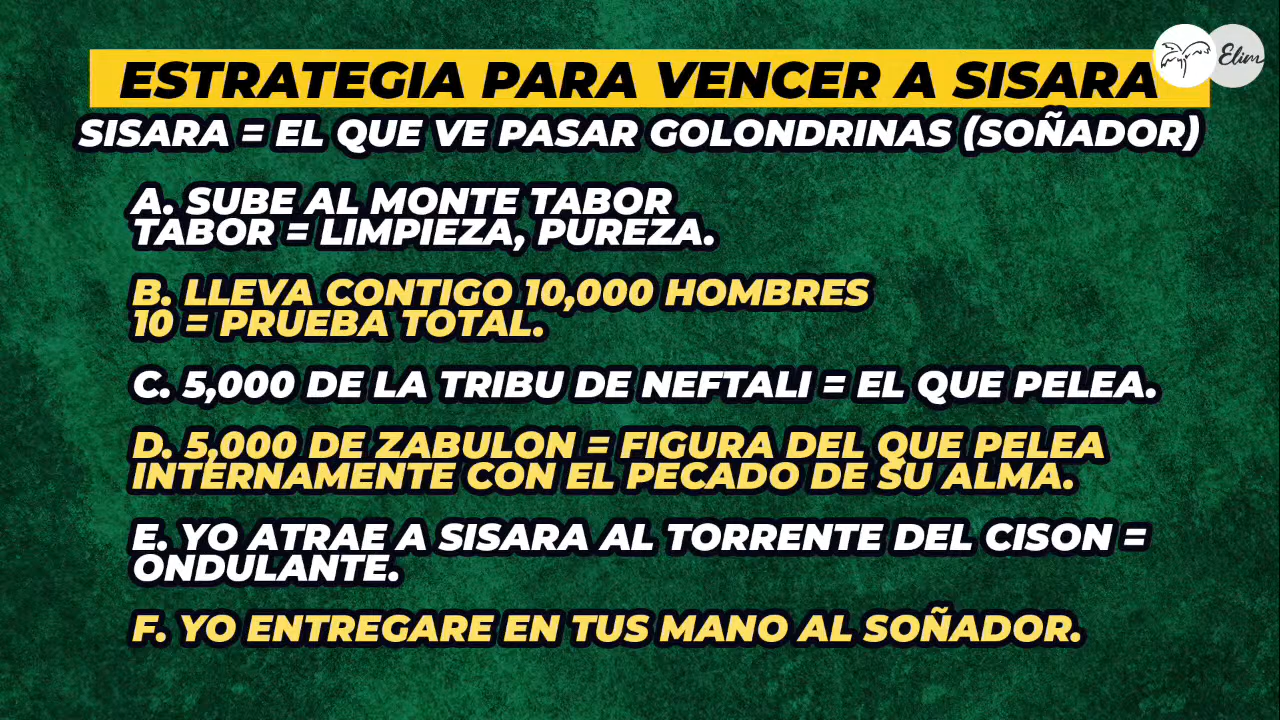 Elim
ESTRATEGIA PARA VENCER A SISARA
SISARA = EL QUE VE PASAR GOLONDRINAS (SOÑADOR)
A. SUBE AL MONTE TABOR
TABOR = LIMPIEZA, PUREZA.
B. LLEVA CONTIGO 10,000 HOMBRES
10 = PRUEBA TOTAL.
C. 5,000 DE LA TRIBU DE NEFTALI = EL QUE PELEA.
D. 5,000 DE ZABULON = FIGURA DEL QUE PELEA
INTERNAMENTE CON EL PECADO DE SU ALMA.
E. YO ATRAE A SISARA AL TORRENTE DEL CISON =
ONDULANTE.
F. YO ENTREGARE EN TUS MANO AL SOÑADOR.